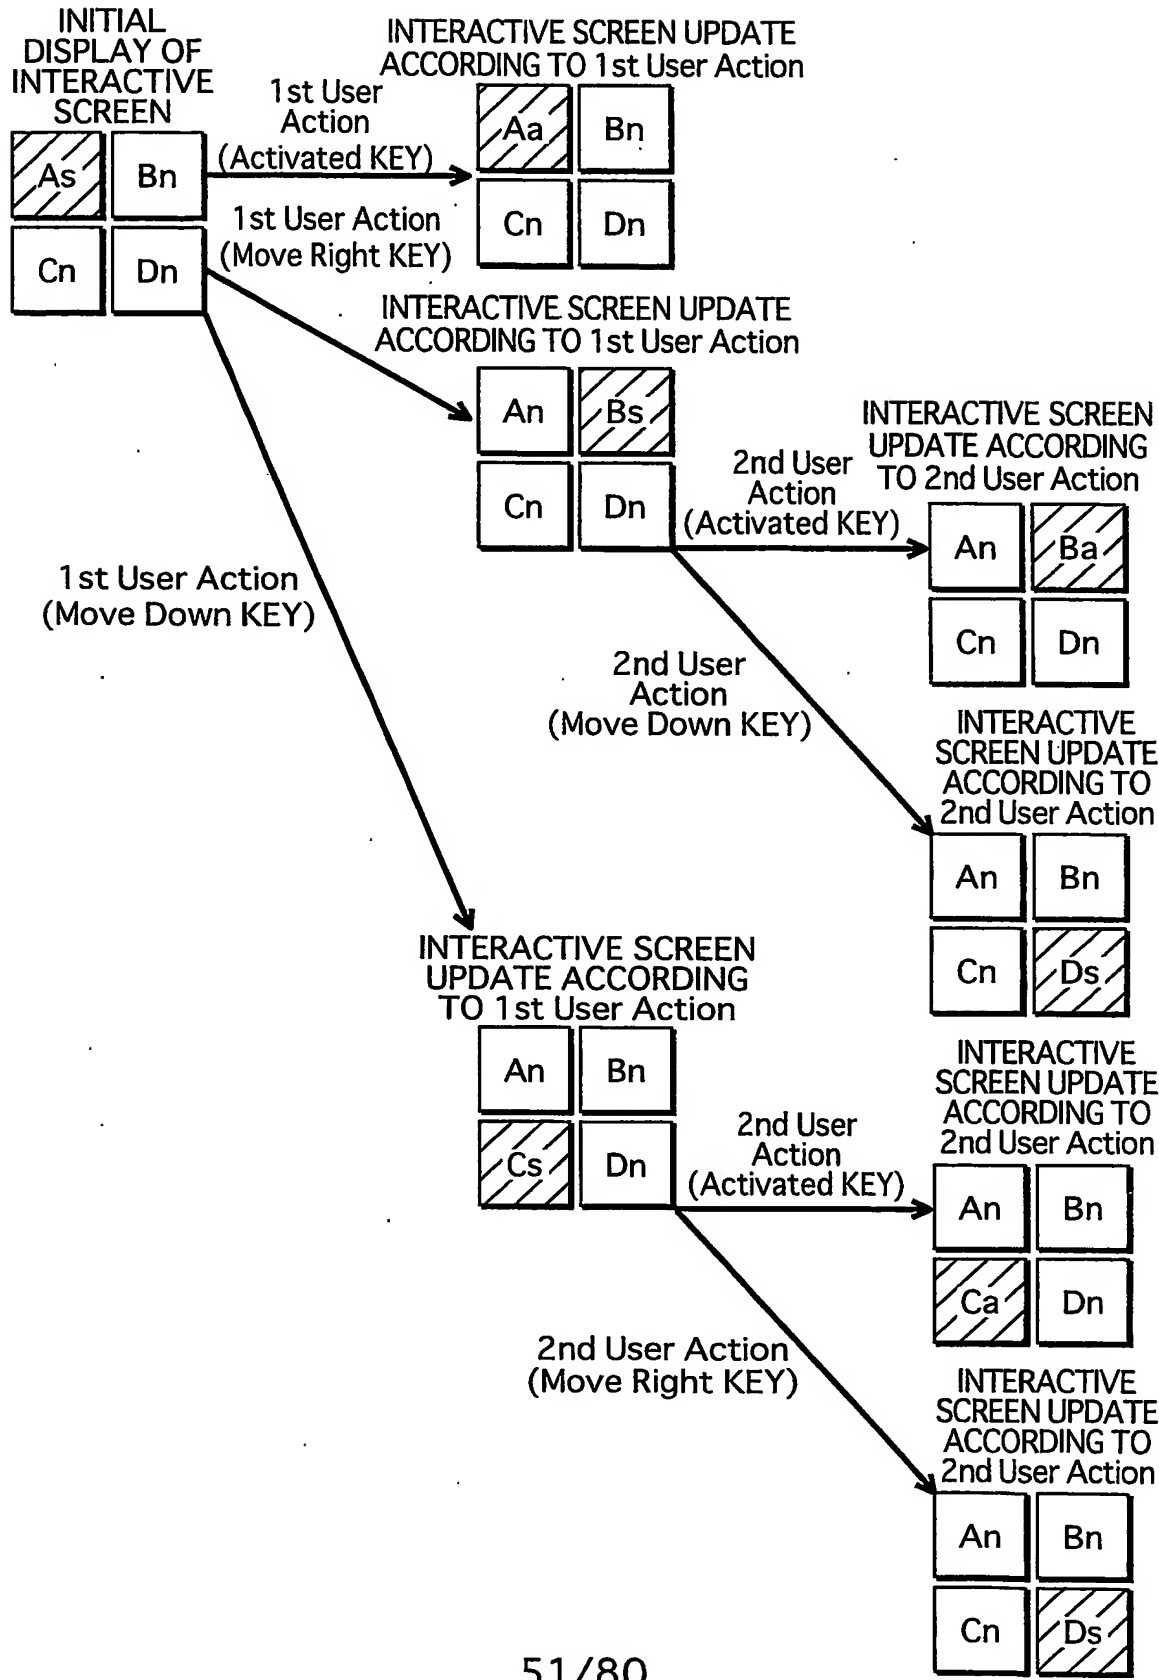 INITIAL
DISPLAY OF
INTERACTIVE
SCREEN
As Bn
Cn Dn
1st User
Action
(Activated KEY)
INTERACTIVE SCREEN UPDATE
ACCORDING TO 1st User Action
Aa Bn
Cn Dn
1st User Action
(Move Right KEY)
INTERACTIVE SCREEN UPDATE
ACCORDING TO 1st User Action
An Bs
Cn Dn
2nd User
Action
(Activated KEY)
INTERACTIVE SCREEN
UPDATE ACCORDING
TO 2nd User Action
An Ba
Cn Dn
1st User Action
(Move Down KEY)
2nd User
Action
(Move Down KEY)
INTERACTIVE
SCREEN UPDATE
ACCORDING TO
2nd User Action
An Bn
Cn Ds
INTERACTIVE SCREEN
UPDATE ACCORDING
TO 1st User Action
An Bn
Cs Dn
2nd User
Action
(Activated KEY)
INTERACTIVE
SCREEN UPDATE
ACCORDING TO
2nd User Action
An Bn
Ca Dn
2nd User Action
(Move Right KEY)
INTERACTIVE
SCREEN UPDATE
ACCORDING TO
2nd User Action
An Bn
Cn Ds
51/80